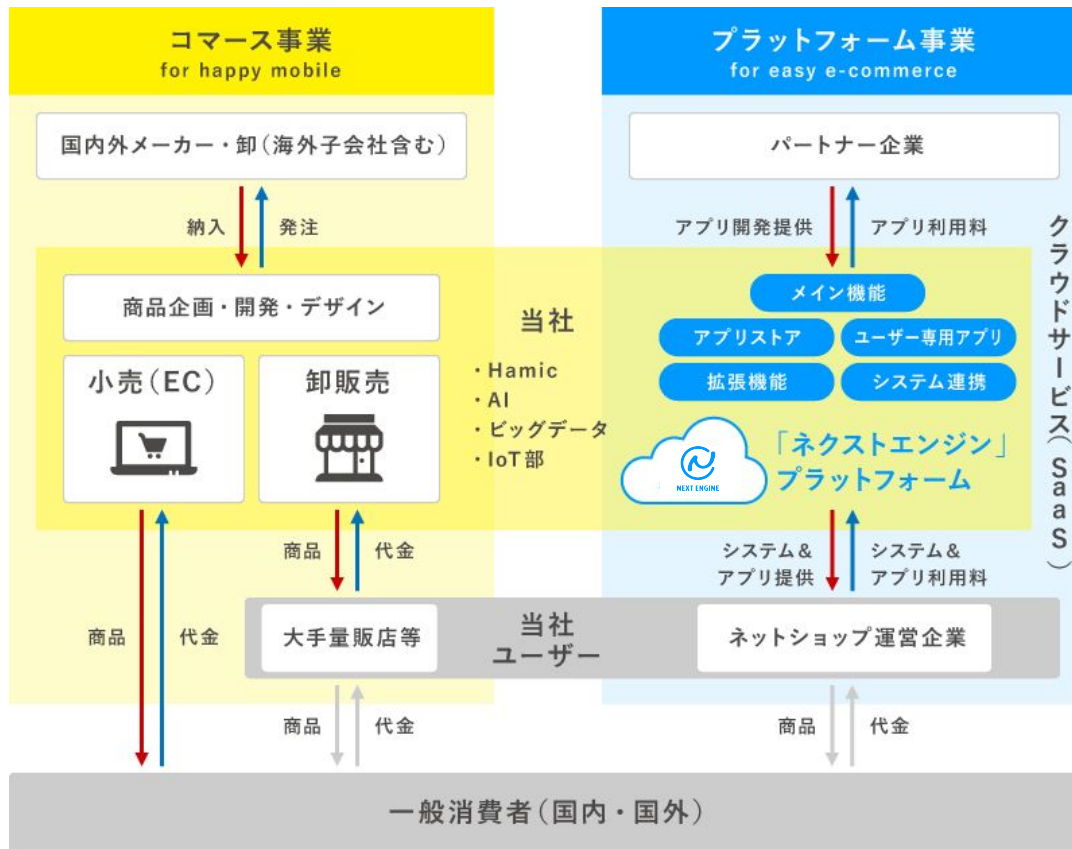 コマース事業
for happy mobile
国内外メーカー・卸(海外子会社含む)
納入
発注
商品企画・開発・デザイン
小売(EC)
卸販売
商品
代金
商品
代金
大手量販店等
商品
代金
当社
・Hamic
・AI
・ビッグデータ
・IoT部
当社
ユーザー
プラットフォーム事業
for easy e-commerce
パートナー企業
アプリ開発提供
アプリ利用料
メイン機能
アプリストア
ユーザー専用アプリ
拡張機能
システム連携
NEXT ENGINE
「ネクストエンジン」
プラットフォーム
システム&
アプリ提供
システム&
アプリ利用料
ネットショップ運営企業
商品
代金
クラウドサービス(SaaS)
一般消費者(国内・国外)